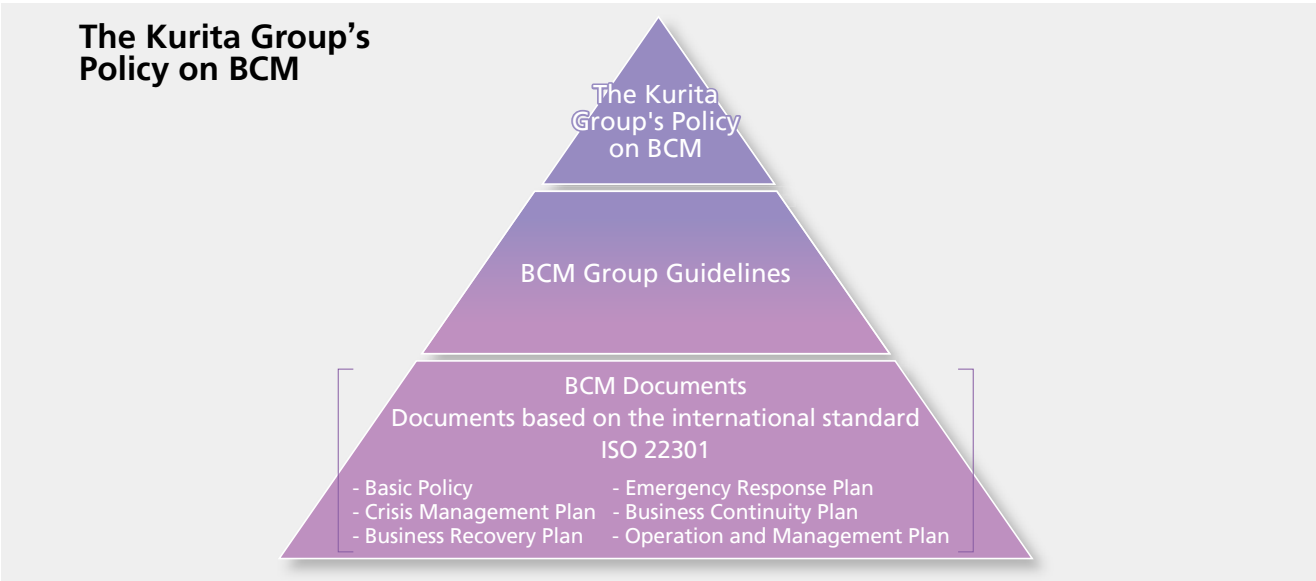 The Kurita Group’s
Policy on BCM
The Kurita
Group's Policy
on BCM
BCM Group Guidelines
BCM Documents
Documents based on the international standard
ISO 22301
- Basic Policy
- Crisis Management Plan
- Business Recovery Plan
- Emergency Response Plan
- Business Continuity Plan
- Operation and Management Plan